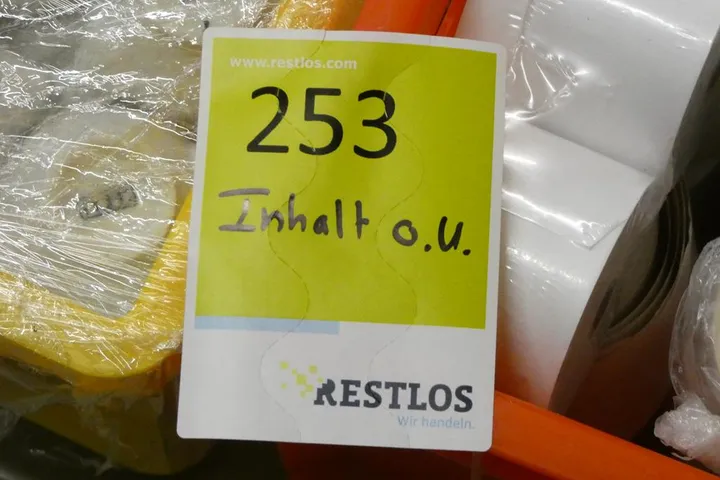 www.restlos.com
253
Inhalt o.u.
RESTLOS
Wir handeln.